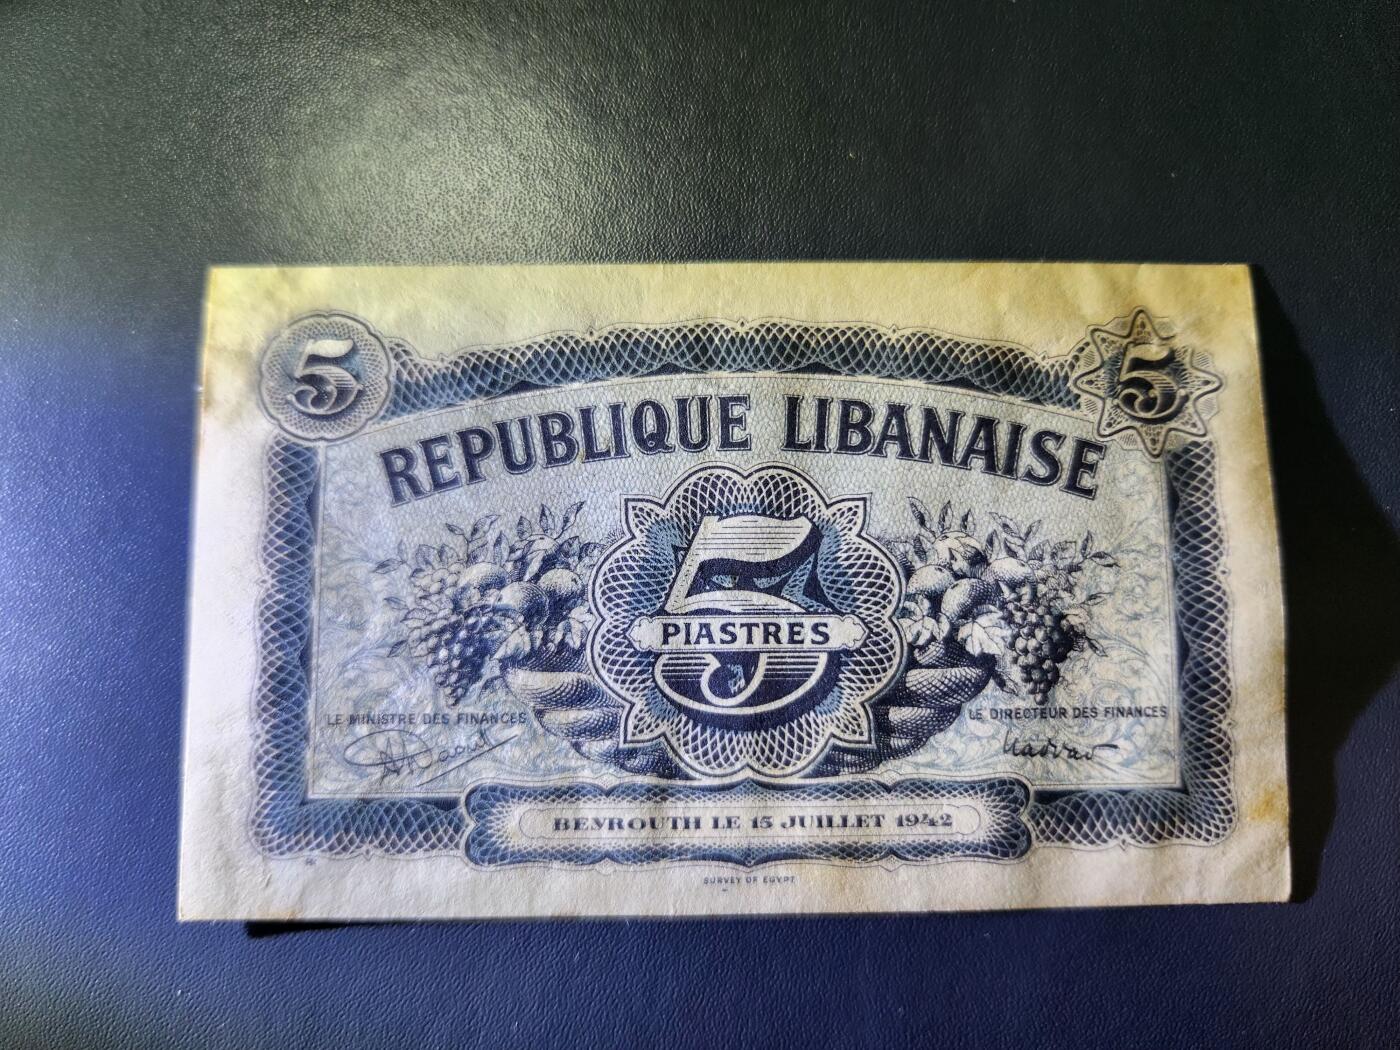 5 5
REPUBLIQUE LIBANAISE
5
PIASTRES
LE MINISTRE DES FINANCES LE DIRECTEUR DES FINANCES
BEYROUTH LE 15 JUILLET 1942
SURVEY OF EGYPT